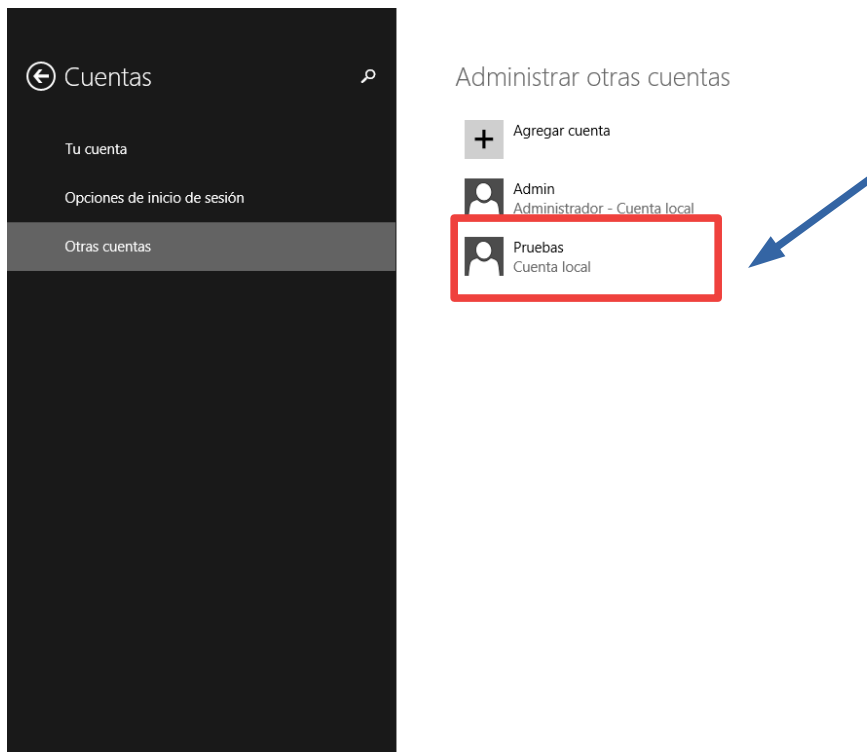 Cuentas
Tu cuenta
Opciones de inicio de sesión
Otras cuentas
Administrar otras cuentas
Agregar cuenta
Admin
Administrador - Cuenta local
Pruebas
Cuenta local